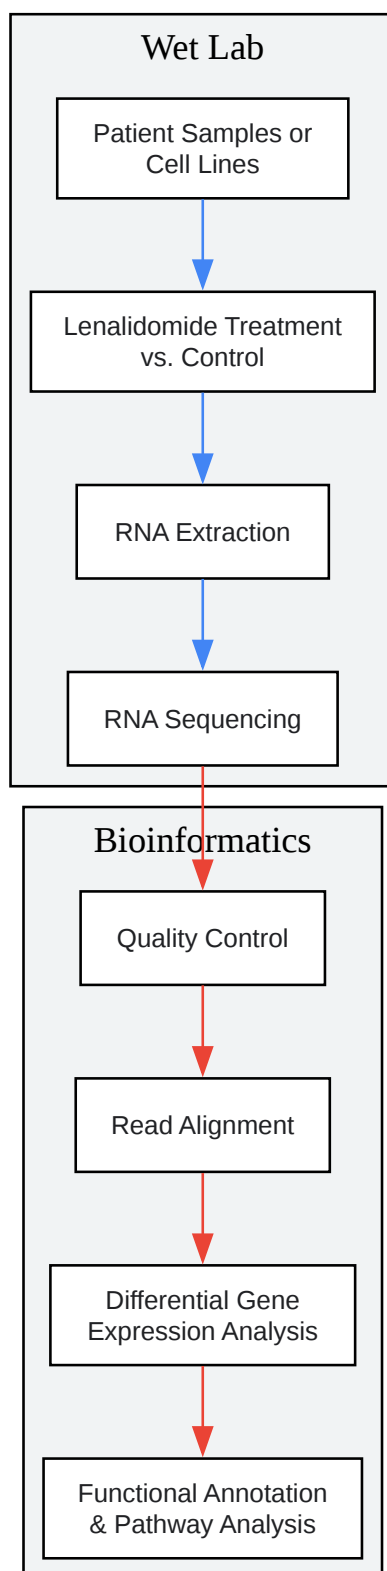 Wet Lab
Patient Samples or
Cell Lines
Lenalidomide Treatment
vs. Control
RNA Extraction
RNA Sequencing
Bioinformatics
Quality Control
Read Alignment
Differential Gene
Expression Analysis
Functional Annotation
& Pathway Analysis